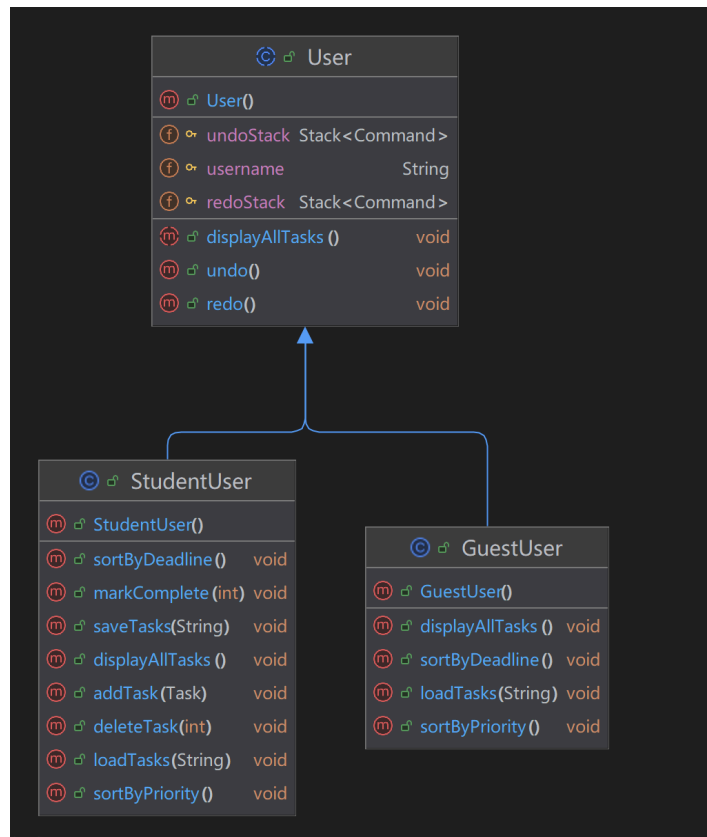 User
User()
undoStack Stack<Command>
username String
redoStack Stack<Command>
displayAllTasks () void
undo() void
redo() void
StudentUser
StudentUser()
sortByDeadline () void
markComplete (int) void
saveTasks(String) void
displayAllTasks () void
addTask (Task) void
deleteTask(int) void
loadTasks(String) void
sortByPriority () void
GuestUser
GuestUser()
displayAllTasks () void
sortByDeadline () void
loadTasks(String) void
sortByPriority () void